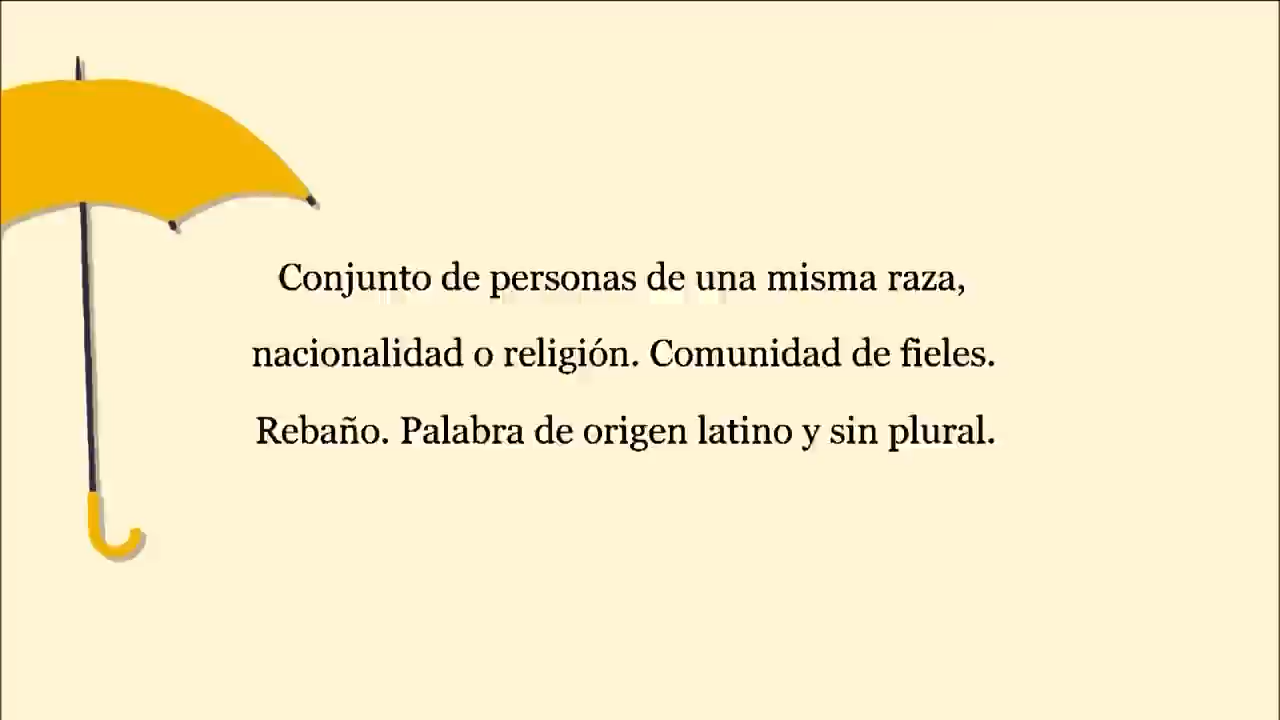 Conjunto de personas de una misma raza,
nacionalidad o religión. Comunidad de fieles.
Rebaño. Palabra de origen latino y sin plural.